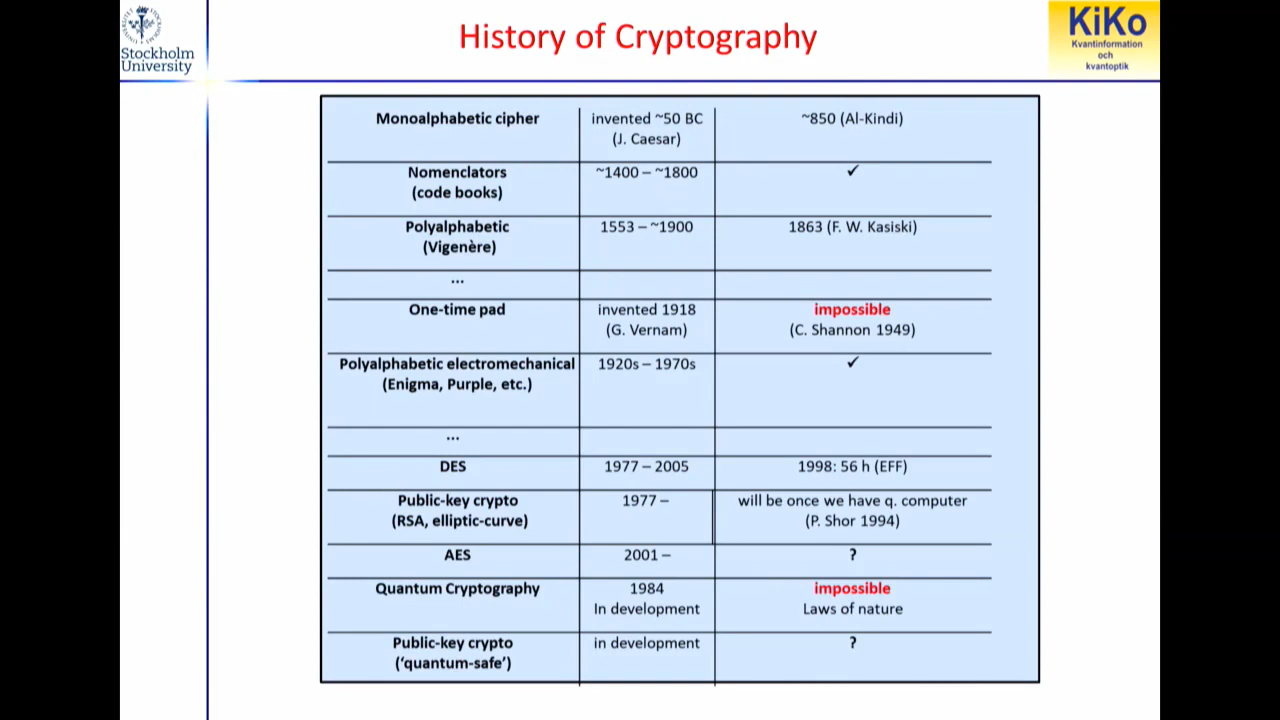 Stockholm
University
History of Cryptography
KiKo
Kvantinformation
och
kvantoptik
Monoalphabetic cipher
invented ~50 BC
(J. Caesar)
~850 (Al-Kindi)
Nomenclators
(code books)
~1400 – ~1800
✓
Polyalphabetic
(Vigenère)
1553 – ~1900
1863 (F. W. Kasiski)
...
One-time pad
invented 1918
(G. Vernam)
impossible
(C. Shannon 1949)
Polyalphabetic electromechanical
(Enigma, Purple, etc.)
1920s – 1970s
✓
...
DES
1977 – 2005
1998: 56 h (EFF)
Public-key crypto
(RSA, elliptic-curve)
1977 –
will be once we have q. computer
(P. Shor 1994)
AES
2001 –
?
Quantum Cryptography
1984
In development
impossible
Laws of nature
Public-key crypto
(‘quantum-safe’)
in development
?